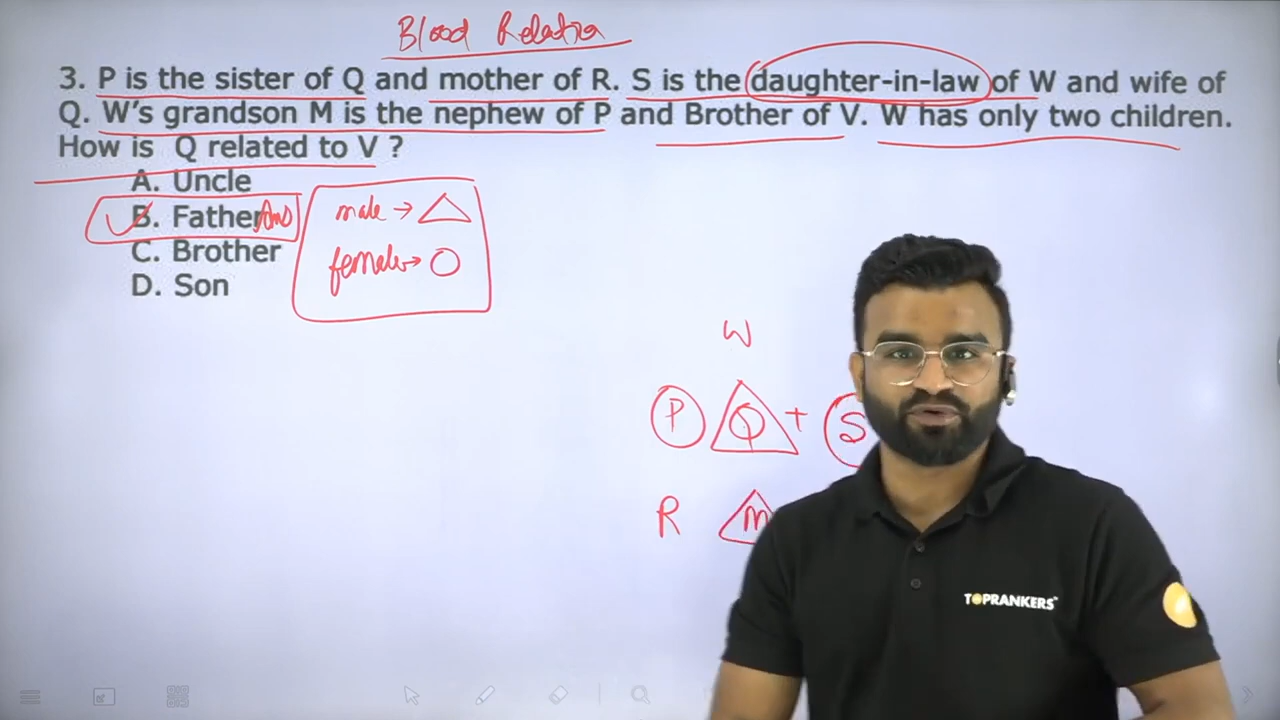 Blood Relation
3. P is the sister of Q and mother of R. S is the daughter-in-law of W and wife of
Q. W's grandson M is the nephew of P and Brother of V. W has only two children.
How is Q related to V ?
A. Uncle
B. Father Ans
C. Brother
D. Son
male →
female →
W
P Q + S
R M
TOPRANKERS